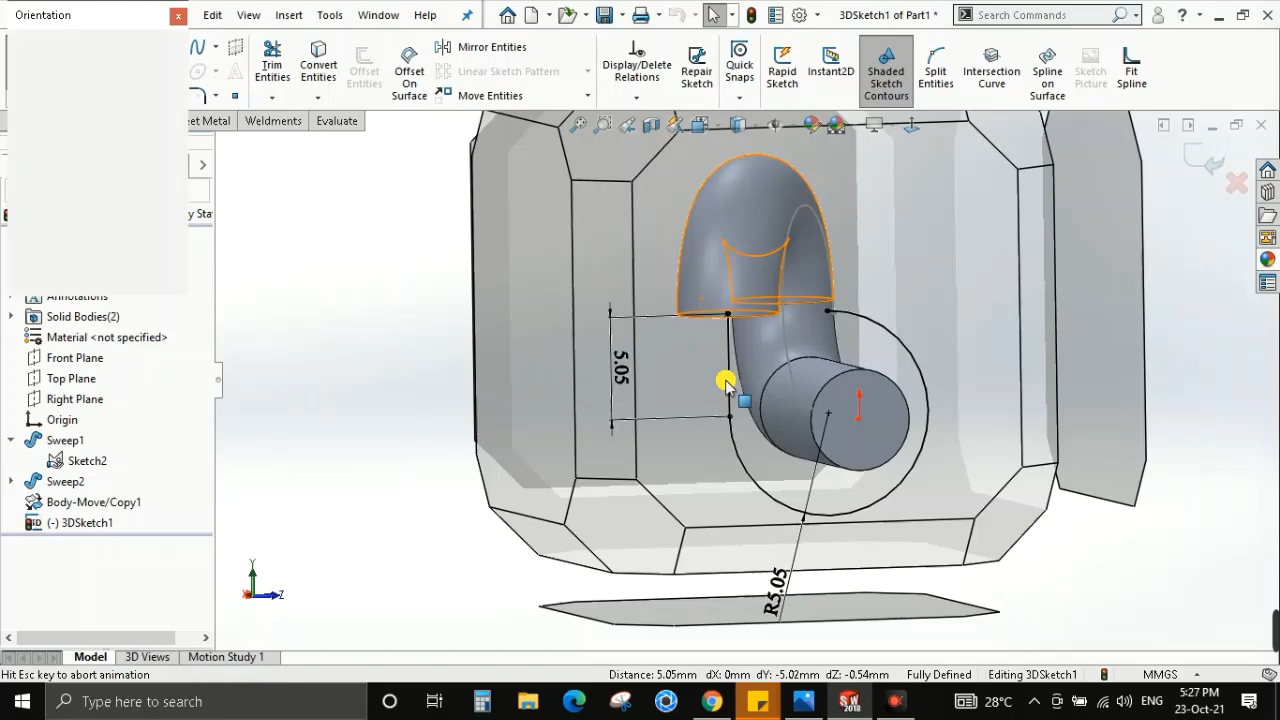 Orientation
Edit View Insert Tools Window Help
3DSketch1 of Part1 *
Search Commands
Trim Entities
Convert Entities
Offset Entities
Offset On Surface
Mirror Entities
Linear Sketch Pattern
Move Entities
Display/Delete Relations
Repair Sketch
Quick Snaps
Rapid Sketch
Instant2D
Shaded Sketch Contours
Split Entities
Intersection Curve
Spline on Surface
Sketch Picture
Fit Spline
et Metal Weldments Evaluate
y Sta
Annotations
Solid Bodies(2)
Material <not specified>
Front Plane
Top Plane
Right Plane
Origin
Sweep1
Sketch2
Sweep2
Body-Move/Copy1
(-) 3DSketch1
5.05
R5.05
Y
Z
Model 3D Views Motion Study 1
Hit Esc key to abort animation
Distance: 5.05mm dX: 0mm dY: -5.02mm dZ: -0.54mm Fully Defined Editing 3DSketch1 MMGS
Type here to search
SW
2018
28°C
ENG
5:27 PM
23-Oct-21